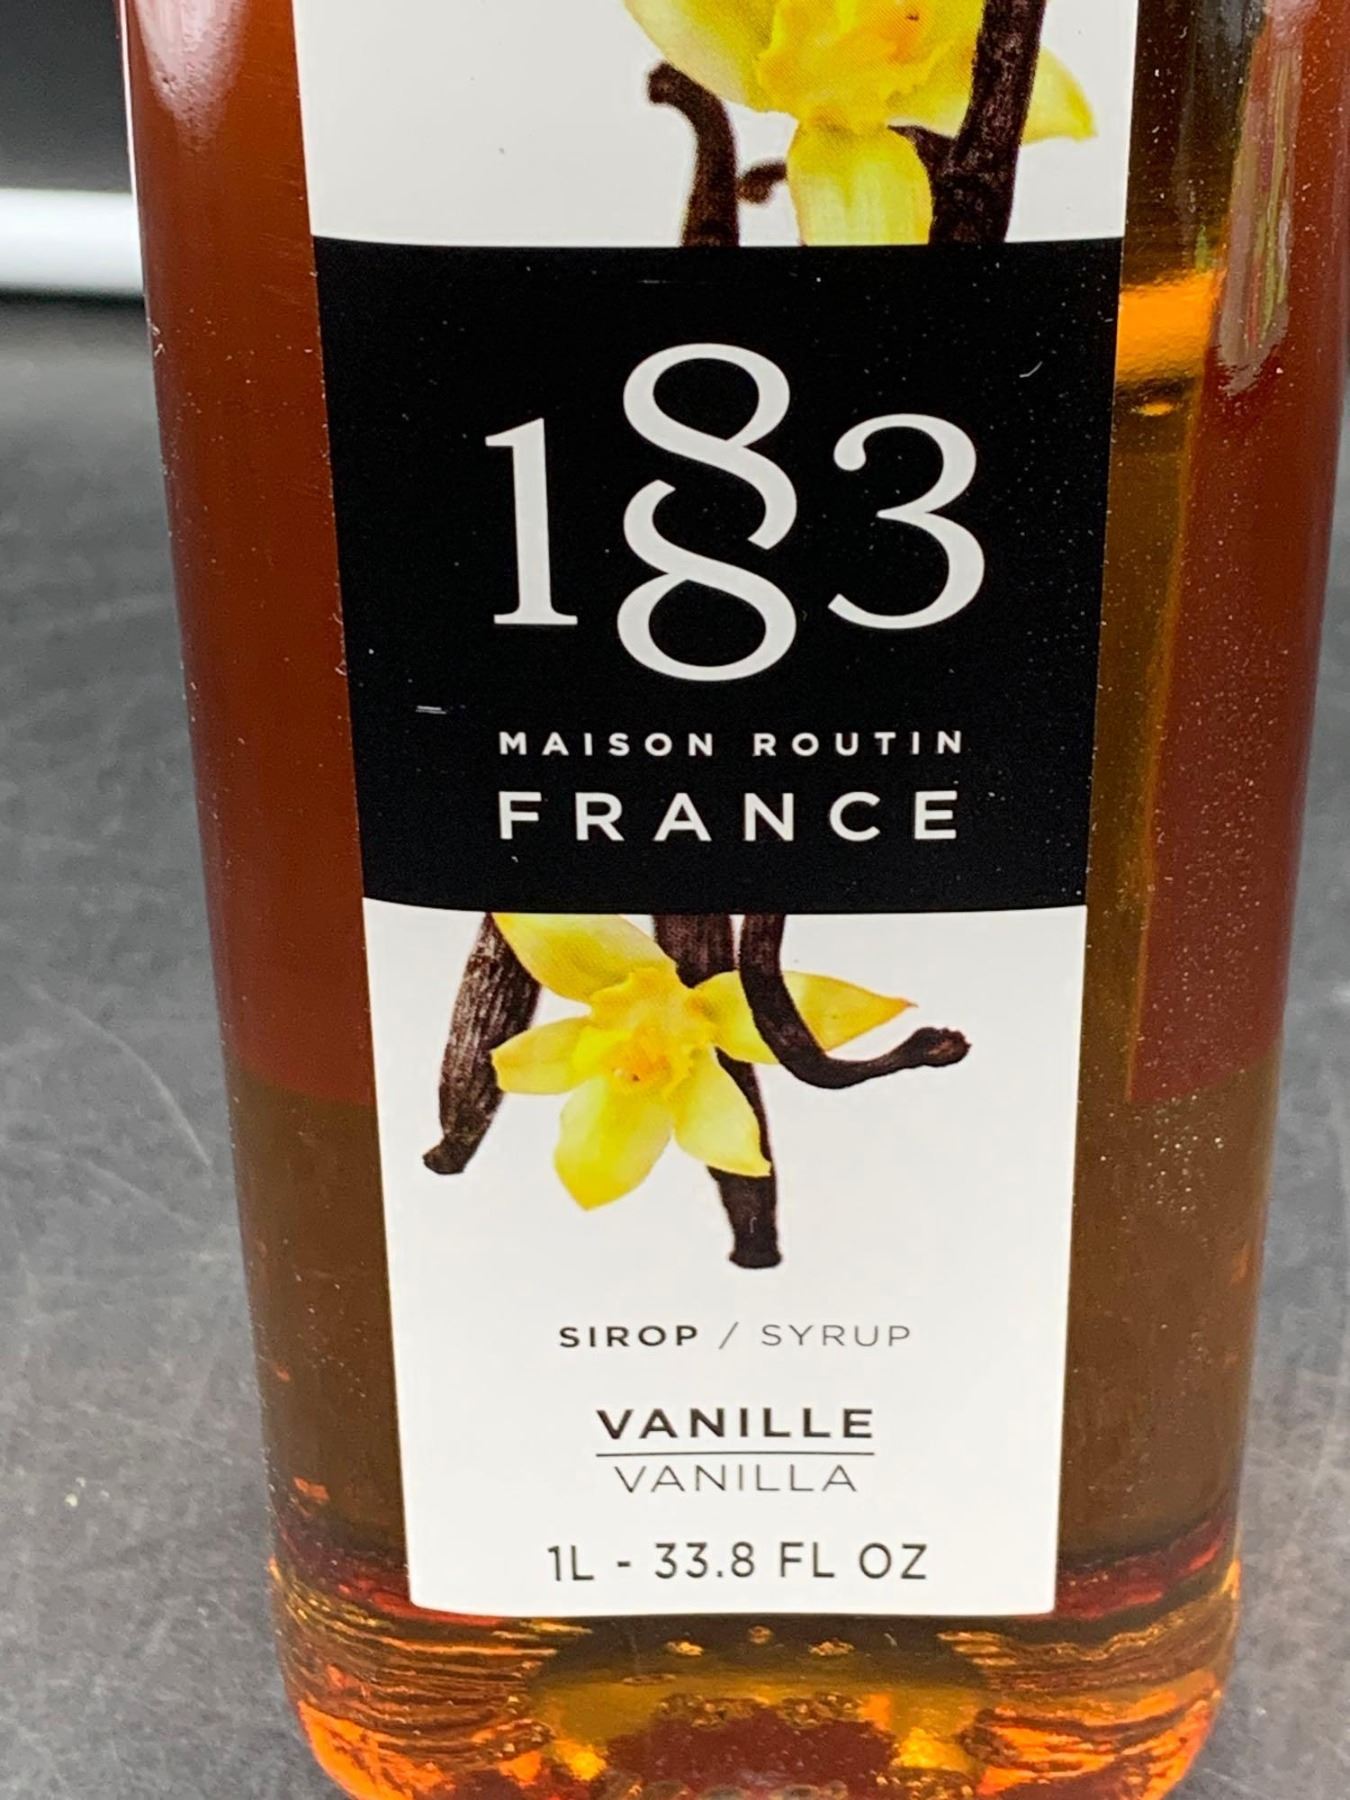 1883
MAISON ROUTIN
FRANCE
SIROP / SYRUP
VANILLE
VANILLA
1L - 33.8 FL OZ